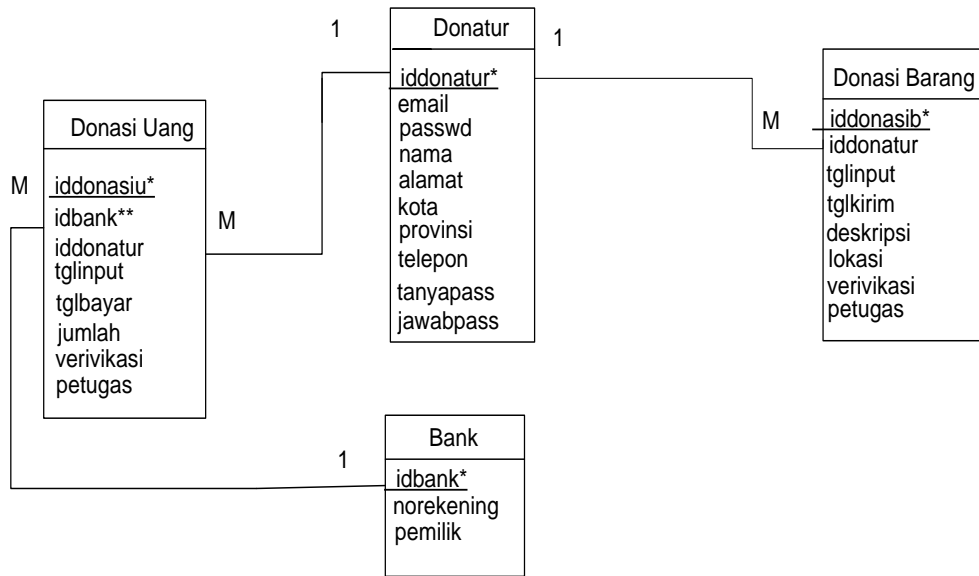 1
Donatur
iddonatur*
email
passwd
nama
alamat
kota
provinsi
telepon
tanyapass
jawabpass
1
M
Donasi Barang
iddonasib*
iddonatur
tglinput
tglkirim
deskripsi
lokasi
verivikasi
petugas
Donasi Uang
M
iddonasiu*
idbank**
iddonatur
tglinput
tglbayar
jumlah
verivikasi
petugas
M
Bank
1
idbank*
norekening
pemilik